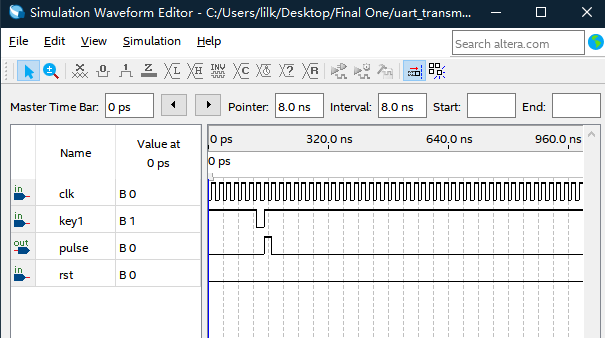 Simulation Waveform Editor - C:/Users/lilk/Desktop/Final One/uart_transm...
File Edit View Simulation Help
Search altera.com
Master Time Bar: 0 ps Pointer: 8.0 ns Interval: 8.0 ns Start: End:
Name Value at 0 ps 0 ps 320.0 ns 640.0 ns 960.0 ns
0 ps
in clk B 0
in key1 B 1
out pulse B 0
in rst B 0